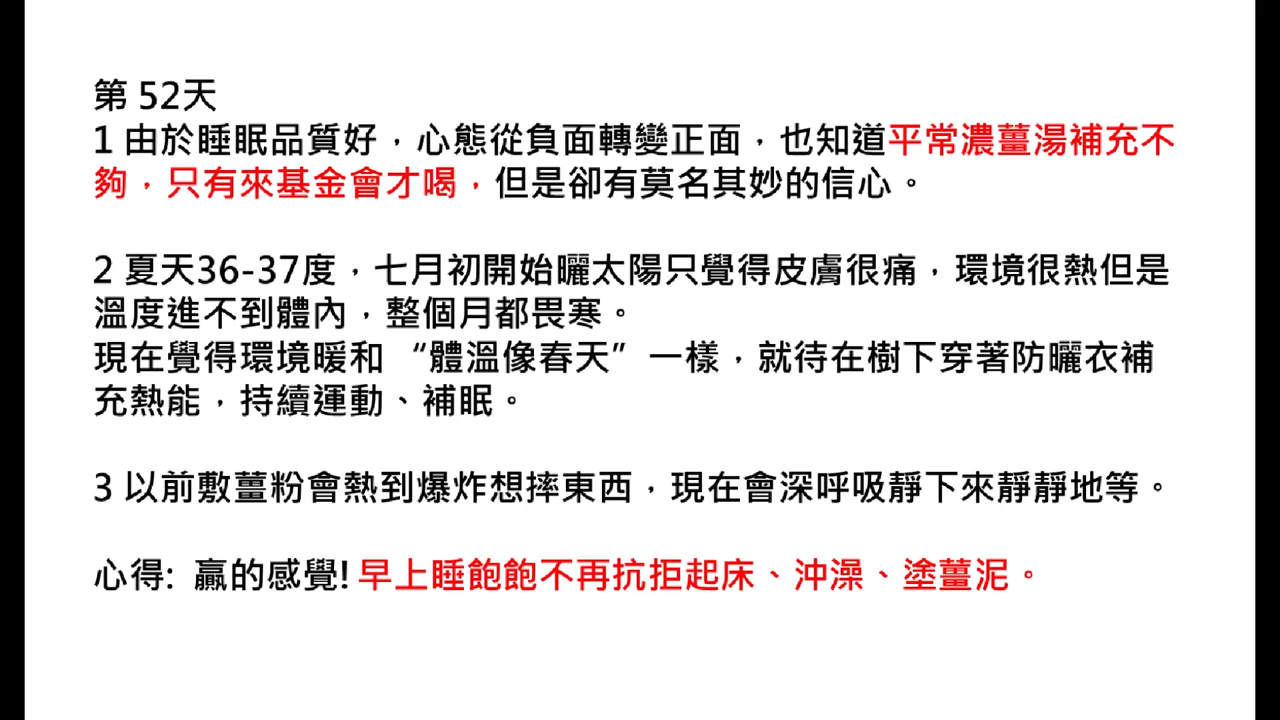 第 52天
1 由於睡眠品質好，心態從負面轉變正面，也知道平常濃薑湯補充不
夠，只有來基金會才喝，但是卻有莫名其妙的信心。
2 夏天36-37度，七月初開始曬太陽只覺得皮膚很痛，環境很熱但是
溫度進不到體內，整個月都畏寒。
現在覺得環境暖和 “體溫像春天” 一樣，就待在樹下穿著防曬衣補
充熱能，持續運動、補眠。
3 以前敷薑粉會熱到爆炸想摔東西，現在會深呼吸靜下來靜靜地等。
心得: 贏的感覺! 早上睡飽飽不再抗拒起床、沖澡、塗薑泥。